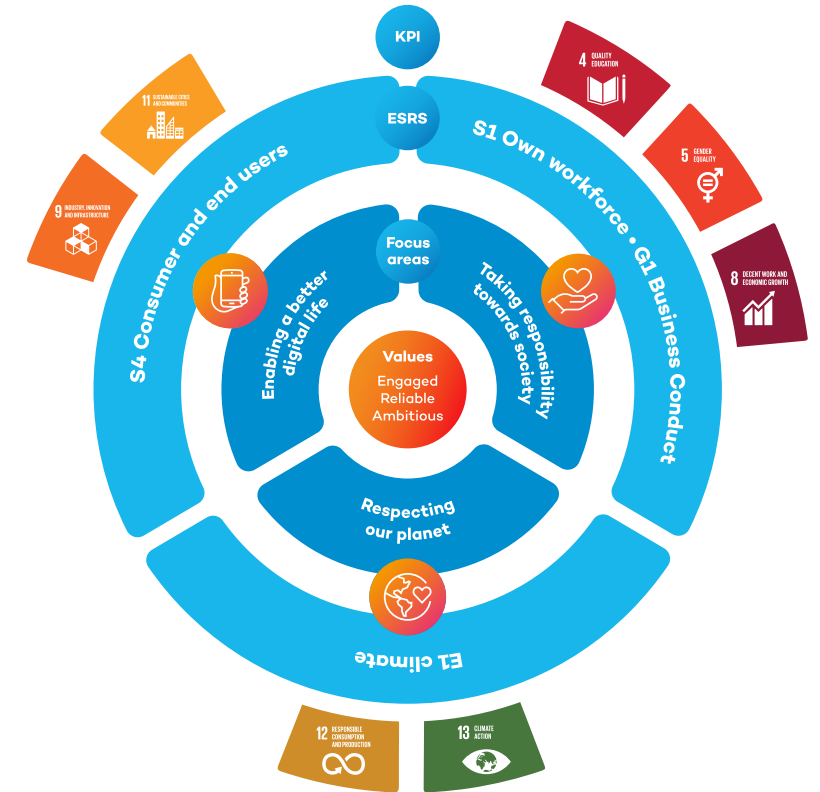 KPI
ESRS
Focus
areas
Values
Engaged
Reliable
Ambitious
Enabling a better
digital life
Taking responsibility
towards society
Respecting
our planet
S4 Consumer and end users
S1 Own workforce • G1 Business Conduct
E1 climate
4 QUALITY
EDUCATION
5 GENDER
EQUALITY
8 DECENT WORK AND
ECONOMIC GROWTH
13 CLIMATE
ACTION
12 RESPONSIBLE
CONSUMPTION
AND PRODUCTION
9 INDUSTRY, INNOVATION
AND INFRASTRUCTURE
11 SUSTAINABLE CITIES
AND COMMUNITIES